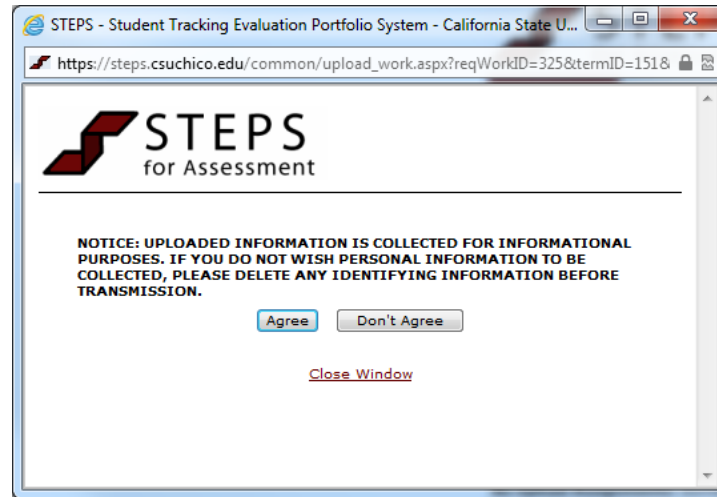 STEPS - Student Tracking Evaluation Portfolio System - California State U...
https://steps.csuchico.edu/common/upload_work.aspx?reqWorkID=325&termID=151&
STEPS
for Assessment
NOTICE: UPLOADED INFORMATION IS COLLECTED FOR INFORMATIONAL
PURPOSES. IF YOU DO NOT WISH PERSONAL INFORMATION TO BE
COLLECTED, PLEASE DELETE ANY IDENTIFYING INFORMATION BEFORE
TRANSMISSION.
Agree Don't Agree
Close Window